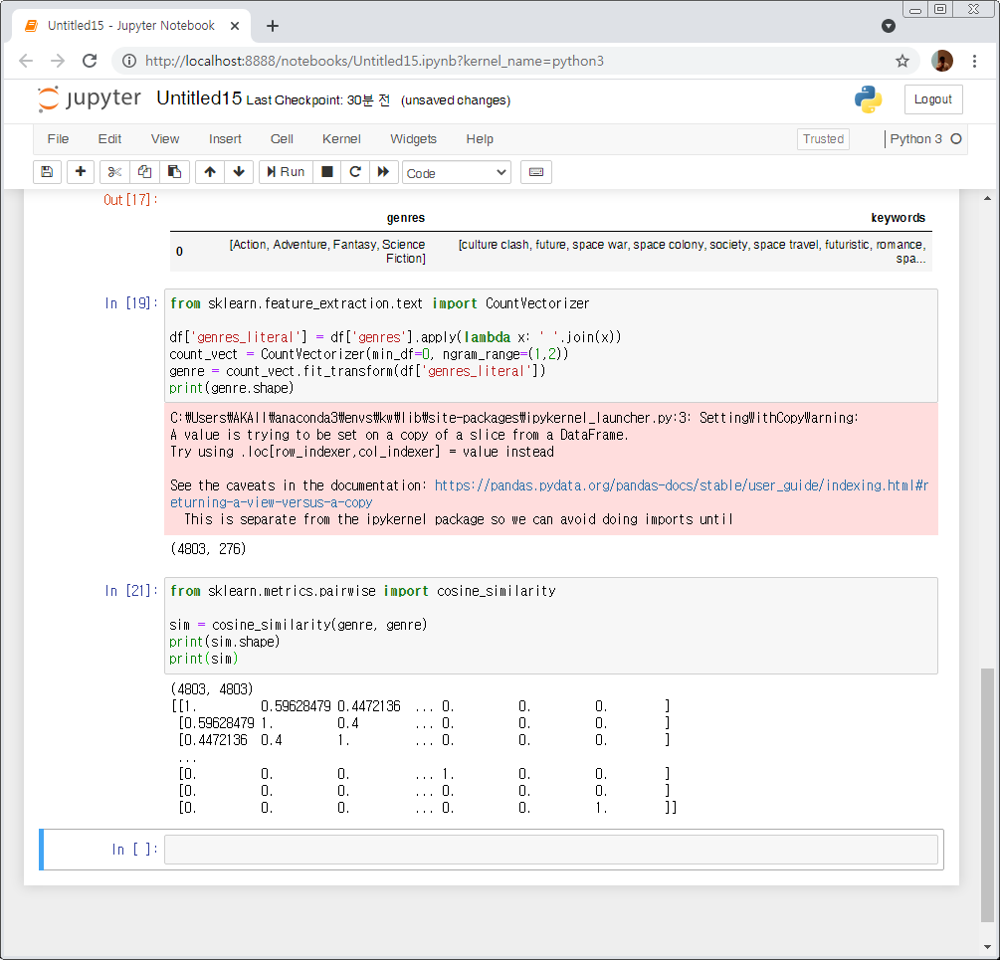 Untitled15 - Jupyter Notebook
http://localhost:8888/notebooks/Untitled15.ipynb?kernel_name=python3
jupyter Untitled15 Last Checkpoint: 30분 전 (unsaved changes)
Logout
File Edit View Insert Cell Kernel Widgets Help Trusted Python 3
Run Code
Out[17]:
genres keywords
0 [Action, Adventure, Fantasy, Science [culture clash, future, space war, space colony, society, space travel, futuristic, romance,
Fiction] spa...
In [19]: from sklearn.feature_extraction.text import CountVectorizer
df['genres_literal'] = df['genres'].apply(lambda x: ' '.join(x))
count_vect = CountVectorizer(min_df=0, ngram_range=(1,2))
genre = count_vect.fit_transform(df['genres_literal'])
print(genre.shape)
C:₩Users₩AKAII₩anaconda3₩envs₩kw₩lib₩site-packages₩ipykernel_launcher.py:3: SettingWithCopyWarning:
A value is trying to be set on a copy of a slice from a DataFrame.
Try using .loc[row_indexer,col_indexer] = value instead
See the caveats in the documentation: https://pandas.pydata.org/pandas-docs/stable/user_guide/indexing.html#r
eturning-a-view-versus-a-copy
This is separate from the ipykernel package so we can avoid doing imports until
(4803, 276)
In [21]: from sklearn.metrics.pairwise import cosine_similarity
sim = cosine_similarity(genre, genre)
print(sim.shape)
print(sim)
(4803, 4803)
[[1. 0.59628479 0.4472136 ... 0. 0. 0. ]
[0.59628479 1. 0.4 ... 0. 0. 0. ]
[0.4472136 0.4 1. ... 0. 0. 0. ]
...
[0. 0. 0. ... 1. 0. 0. ]
[0. 0. 0. ... 0. 0. 0. ]
[0. 0. 0. ... 0. 0. 1. ]]
In [ ]: